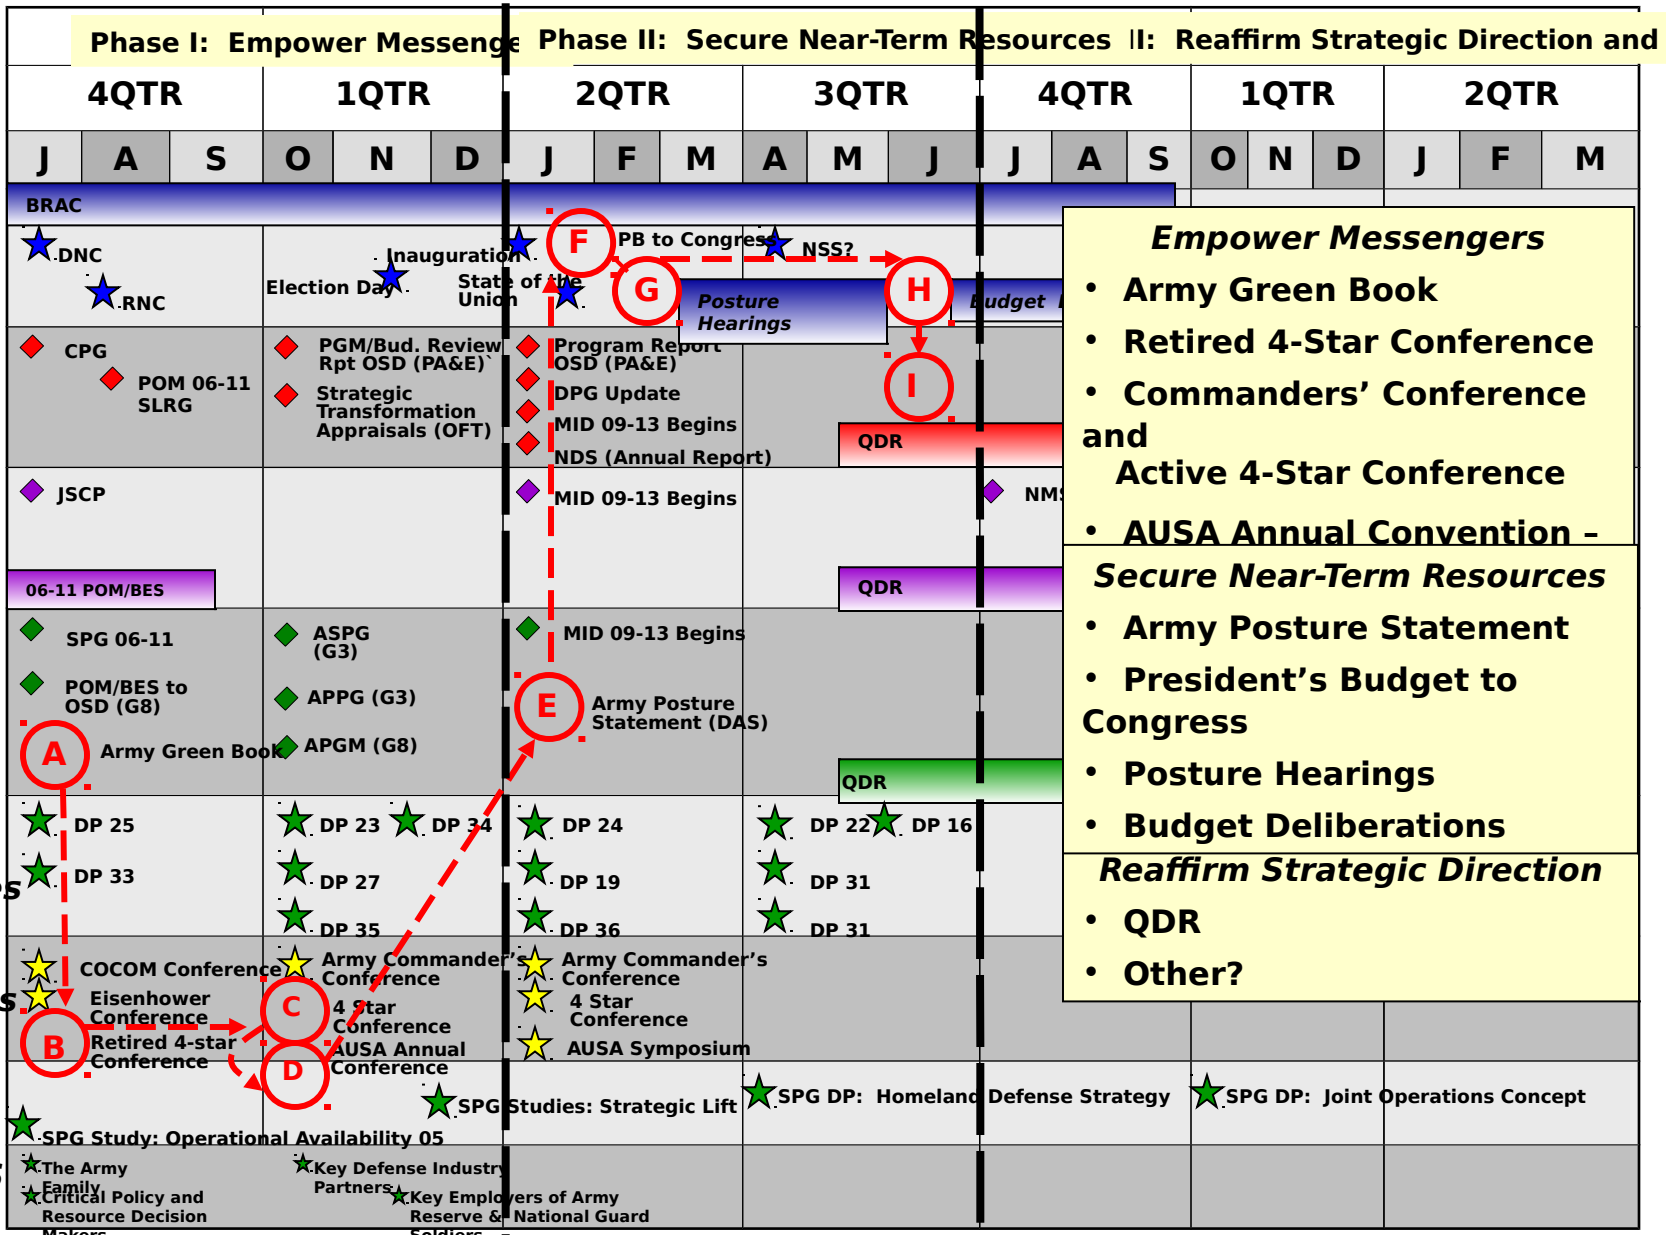 Phase I:  Empower Messenge
Phase II:  Secure Near-Term Resources
II:  Reaffirm Strategic Direction and
4QTR 1QTR 2QTR 3QTR 4QTR 1QTR 2QTR
J A S O N D J F M A M J J A S O N D J F M
BRAC
DNC
RNC
Election Day
Inauguration
State of the
Union
F
PB to Congress
NSS?
G
Posture
Hearings
H
Budget
CPG
POM 06-11
SLRG
PGM/Bud. Review
Rpt OSD (PA&E)`
Strategic
Transformation
Appraisals (OFT)
Program Report
OSD (PA&E)
DPG Update
MID 09-13 Begins
NDS (Annual Report)
I
QDR
JSCP
MID 09-13 Begins
NMS
06-11 POM/BES
QDR
SPG 06-11
POM/BES to
OSD (G8)
A
Army Green Book
ASPG
(G3)
APPG (G3)
APGM (G8)
MID 09-13 Begins
E
Army Posture
Statement (DAS)
QDR
DP 25
DP 33
DP 23
DP 34
DP 27
DP 35
DP 24
DP 19
DP 36
DP 22
DP 16
DP 31
DP 31
s
s
COCOM Conference
Eisenhower
Conference
B
Retired 4-star
Conference
Army Commander’s
Conference
C
4 Star
Conference
D
AUSA Annual
Conference
Army Commander’s
Conference
4 Star
Conference
AUSA Symposium
SPG Study: Operational Availability 05
SPG Studies: Strategic Lift
SPG DP:  Homeland Defense Strategy
SPG DP:  Joint Operations Concept
The Army
Family
Critical Policy and
Resource Decision
Makers
Key Defense Industry
Partners
Key Employers of Army
Reserve & National Guard
Soldiers
Empower Messengers
• Army Green Book
• Retired 4-Star Conference
• Commanders’ Conference
and
Active 4-Star Conference
• AUSA Annual Convention –
Secure Near-Term Resources
• Army Posture Statement
• President’s Budget to
Congress
• Posture Hearings
• Budget Deliberations
Reaffirm Strategic Direction
• QDR
• Other?